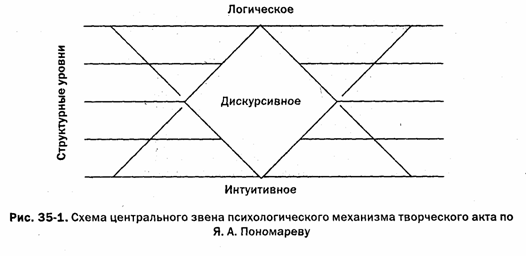 Логическое
Структурные уровни
Дискурсивное
Интуитивное
Рис. 35-1. Схема центрального звена психологического механизма творческого акта по
Я. А. Пономареву